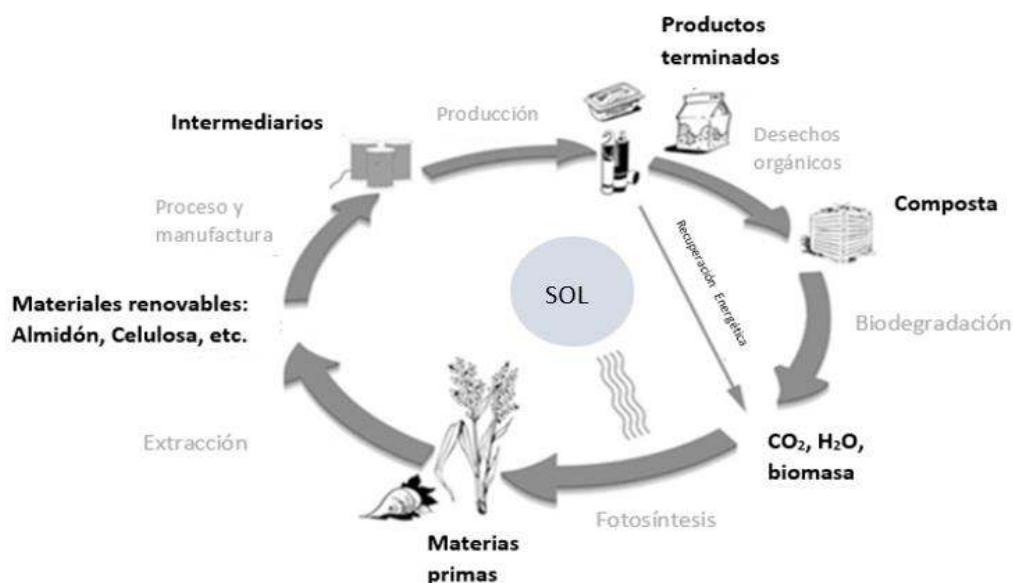 Productos
terminados
Intermediarios
Producción
Desechos
orgánicos
Composta
Proceso y
manufactura
Recuperación Energética
SOL
Materiales renovables:
Almidón, Celulosa, etc.
Biodegradación
Extracción
CO₂, H₂O,
biomasa
Fotosíntesis
Materias
primas